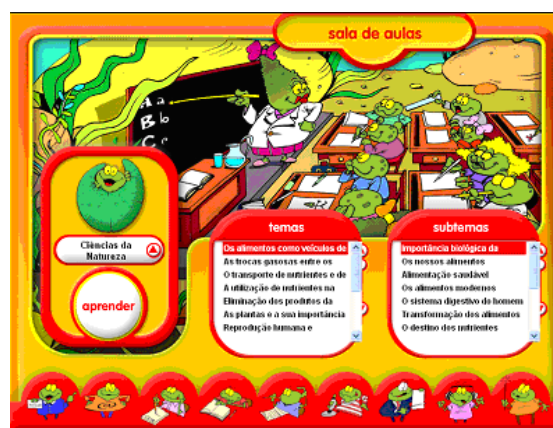 sala de aulas
A a
B b
C c
Ciências da
Natureza
aprender
temas
Os alimentos como veículos de
As trocas gasosas entre os
O transporte de nutrientes e de
A utilização de nutrientes na
Eliminação dos produtos da
As plantas e a sua importância
Reprodução humana e
subtemas
Importância biológica da
Os nossos alimentos
Alimentação saudável
Os alimentos modernos
O sistema digestivo do homem
Transformação dos alimentos
O destino dos nutrientes